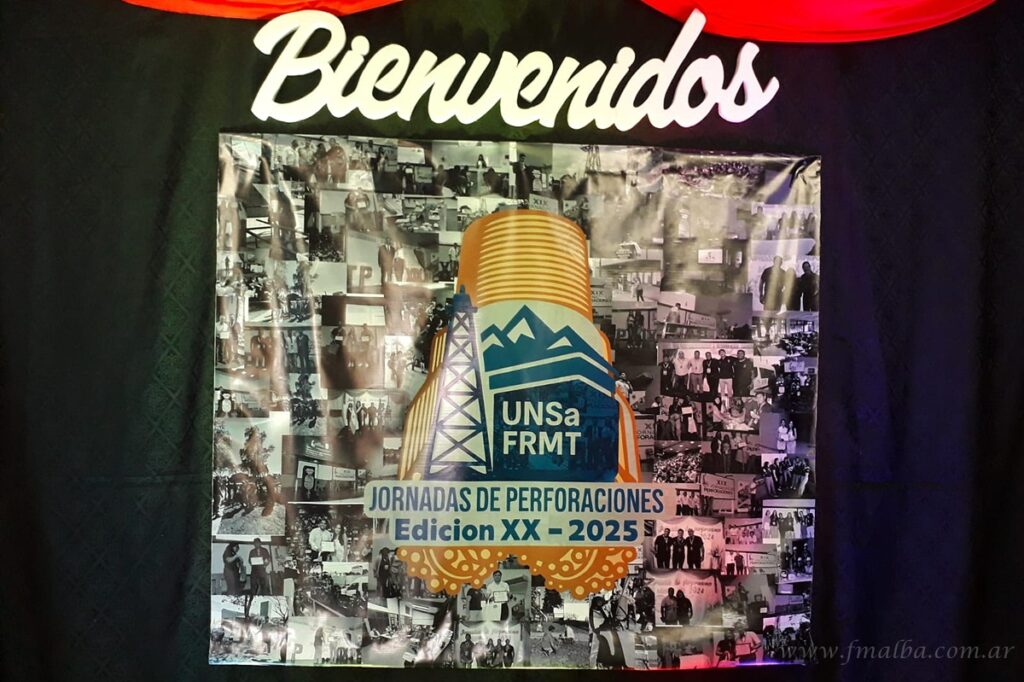 Bienvenidos
UNSa
FRMT
JORNADAS DE PERFORACIONES
Edicion XX - 2025
www.fmalba.com.ar